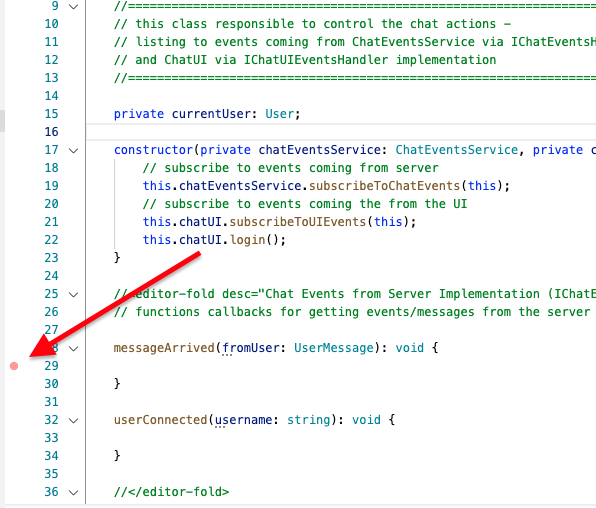 9 //=================================================================
10 // this class responsible to control the chat actions -
11 // listing to events coming from ChatEventsService via IChatEventsH
12 // and ChatUI via IChatUIEventsHandler implementation
13 //=================================================================
14
15 private currentUser: User;
16
17 constructor(private chatEventsService: ChatEventsService, private c
18 // subscribe to events coming from server
19 this.chatEventsService.subscribeToChatEvents(this);
20 // subscribe to events coming the from the UI
21 this.chatUI.subscribeToUIEvents(this);
22 this.chatUI.login();
23 }
24
25 //<editor-fold desc="Chat Events from Server Implementation (IChatE
26 // functions callbacks for getting events/messages from the server
27
8 messageArrived(fromUser: UserMessage): void {
29
30 }
31
32 userConnected(username: string): void {
33
34 }
35
36 //</editor-fold>